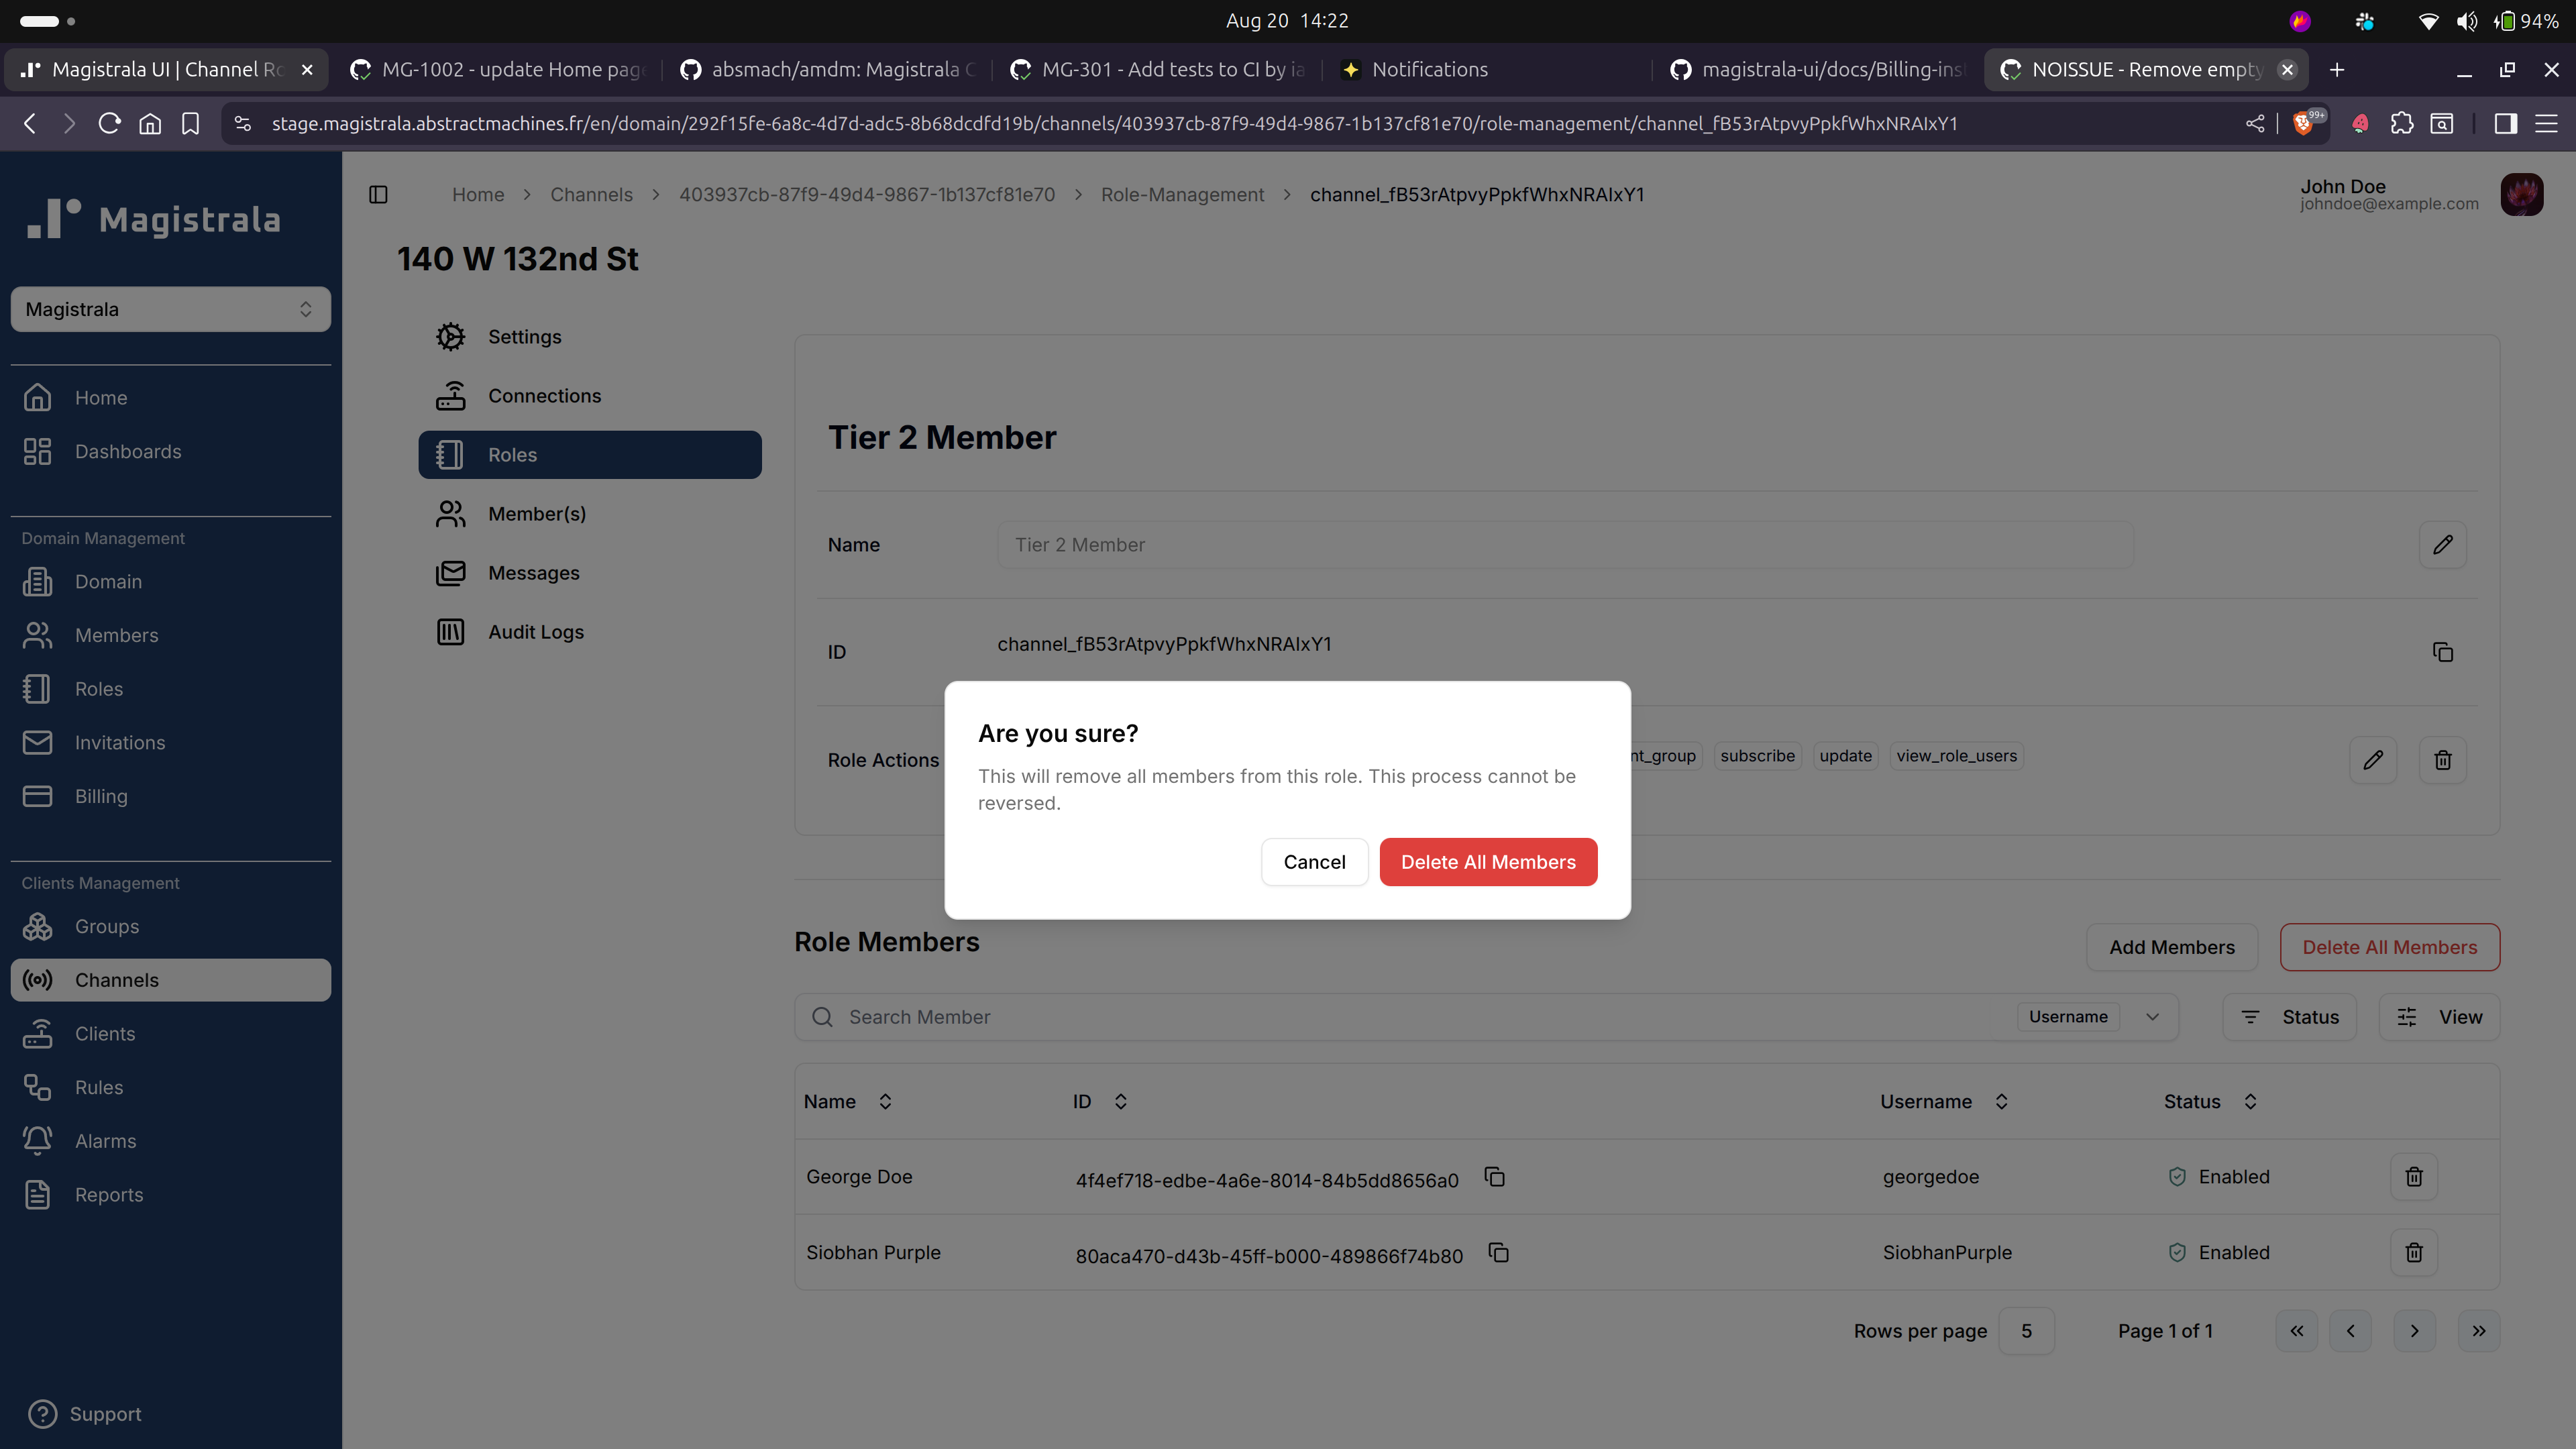 Aug 20 14:22
94%
Magistrala UI | Channel Ro
MG-1002 - update Home page
absmach/amdm: Magistrala C
MG-301 - Add tests to CI by ia
Notifications
magistrala-ui/docs/Billing-inst
NOISSUE - Remove empty
stage.magistrala.abstractmachines.fr/en/domain/292f15fe-6a8c-4d7d-adc5-8b68dcdfd19b/channels/403937cb-87f9-49d4-9867-1b137cf81e70/role-management/channel_fB53rAtpvyPpkfWhxNRAIxY1
99+
Magistrala
Magistrala
Home
Dashboards
Domain Management
Domain
Members
Roles
Invitations
Billing
Clients Management
Groups
Channels
Clients
Rules
Alarms
Reports
Support
Home > Channels > 403937cb-87f9-49d4-9867-1b137cf81e70 > Role-Management > channel_fB53rAtpvyPpkfWhxNRAIxY1
John Doe
johndoe@example.com
140 W 132nd St
Settings
Connections
Roles
Member(s)
Messages
Audit Logs
Tier 2 Member
Name
Tier 2 Member
ID
channel_fB53rAtpvyPpkfWhxNRAIxY1
Role Actions
nt_group subscribe update view_role_users
Are you sure?
This will remove all members from this role. This process cannot be
reversed.
Cancel
Delete All Members
Role Members
Add Members
Delete All Members
Search Member
Username
Status
View
Name ID Username Status
George Doe 4f4ef718-edbe-4a6e-8014-84b5dd8656a0 georgedoe Enabled
Siobhan Purple 80aca470-d43b-45ff-b000-489866f74b80 SiobhanPurple Enabled
Rows per page 5 Page 1 of 1